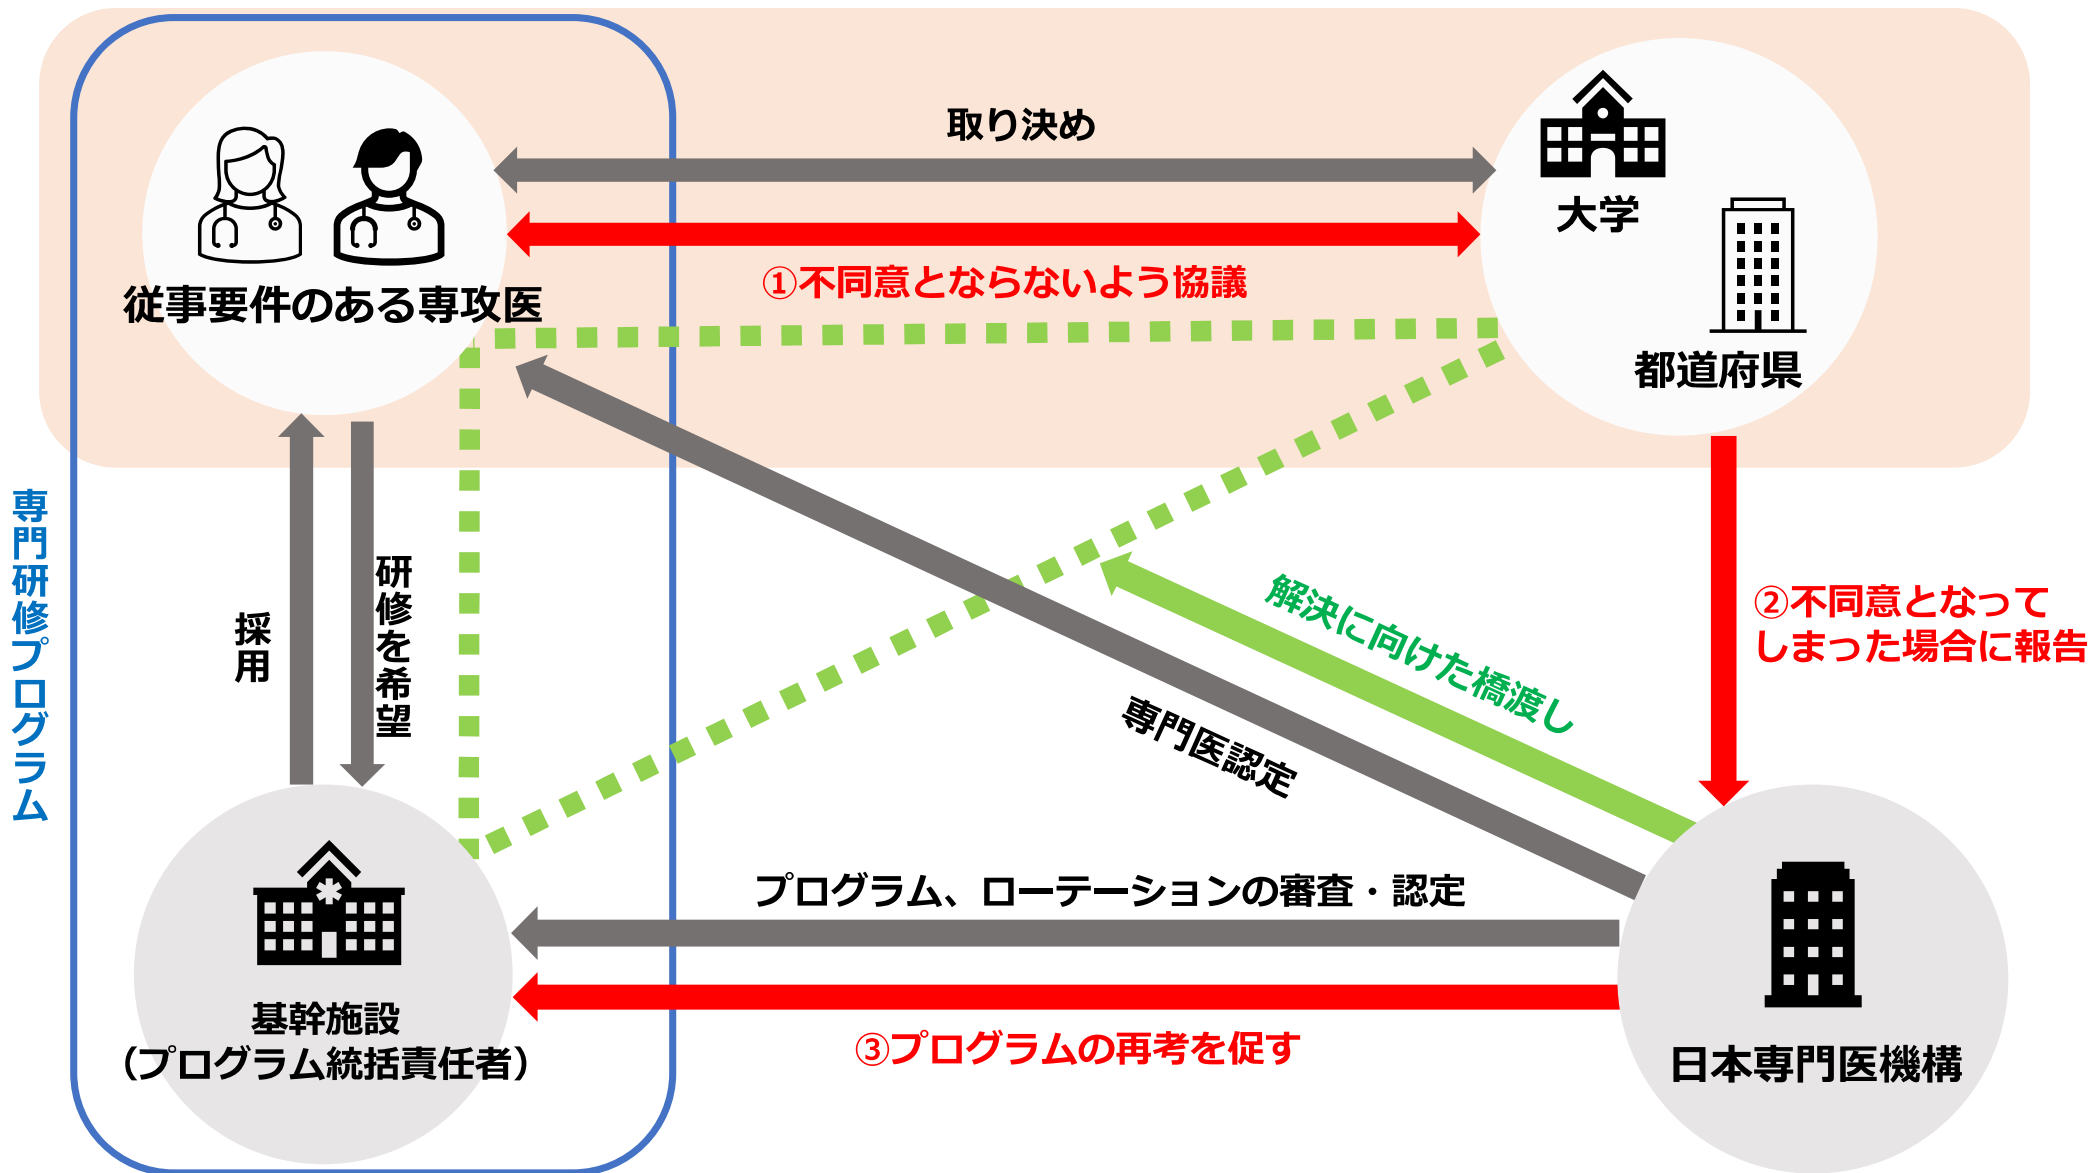 取り決め
大学
①不同意とならないよう協議
従事要件のある専攻医
都道府県
専門研修プログラム
採用
研修を希望
解決に向けた橋渡し
②不同意となって
しまった場合に報告
専門医認定
プログラム、ローテーションの審査・認定
基幹施設
（プログラム統括責任者）
③プログラムの再考を促す
日本専門医機構